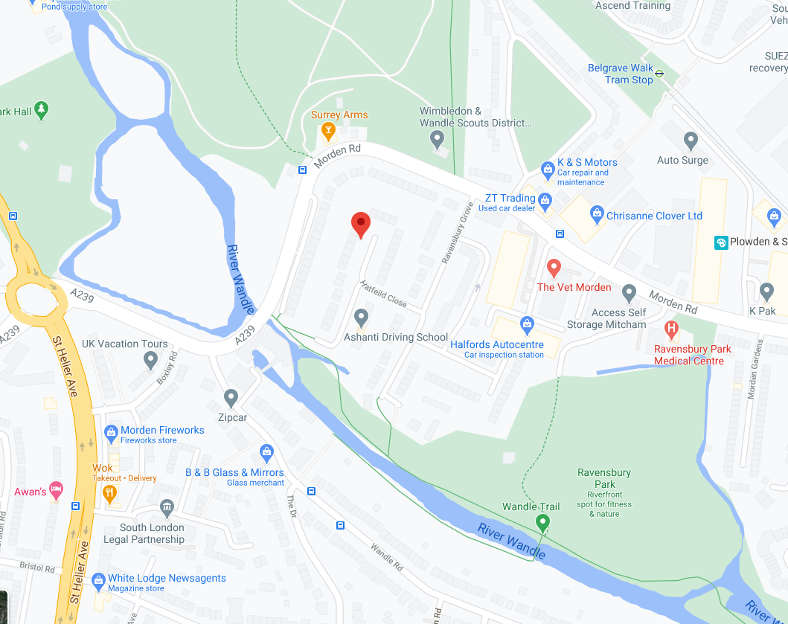 Pond supply store
Ascend Training
So
Veh
Belgrave Walk
Tram Stop
SUEZ
recovery
ark Hall
Surrey Arms
Wimbledon &
Wandle Scouts District...
Morden Rd
Auto Surge
K & S Motors
Car repair and
maintenance
ZT Trading
Used car dealer
Chrisanne Clover Ltd
Plowden & S
Ravensbury Grove
River Wandle
The Vet Morden
Hatfeild Close
A239
Morden Rd
Access Self
Storage Mitcham
K Pak
A239
A239
UK Vacation Tours
Ashanti Driving School
Halfords Autocentre
Car inspection station
Ravensbury Park
Medical Centre
St Helier Ave
Boxley Rd
Mordan Gardens
Zipcar
Morden Fireworks
Fireworks store
Wok
Takeout • Delivery
B & B Glass & Mirrors
Glass merchant
Ravensbury
Park
Riverfront
spot for fitness
& nature
Awan's
The Dr
Wandle Trail
South London
Legal Partnership
River Wandle
Wandle Rd
Bristol Rd
St Helier Ave
White Lodge Newsagents
Magazine store
River Wa